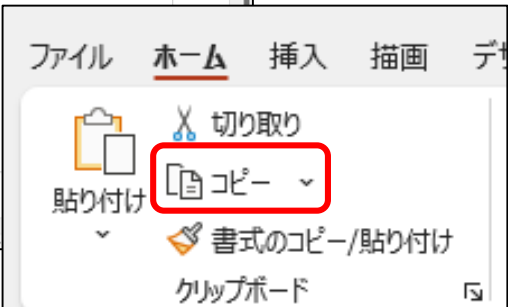 ファイル ホーム 挿入 描画 デザ
切り取り
コピー
貼り付け
書式のコピー/貼り付け
クリップボード